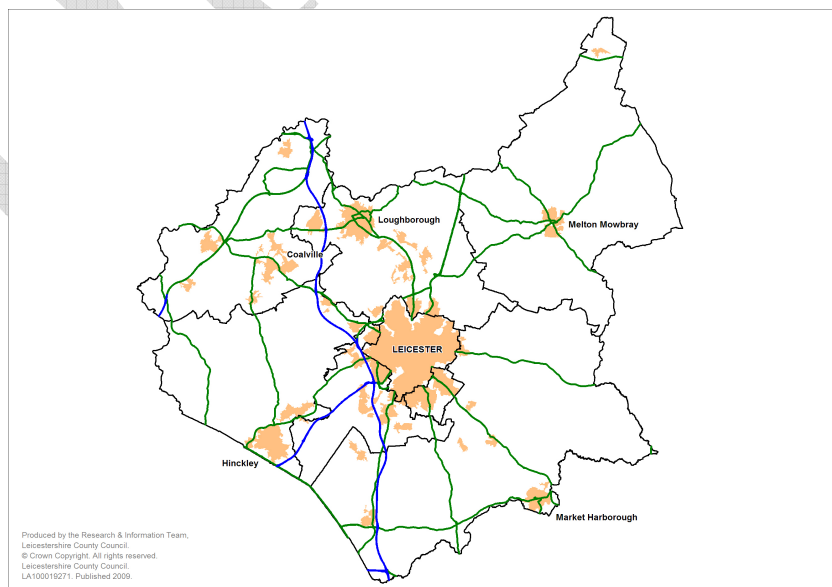 Loughborough
Melton Mowbray
Coalville
LEICESTER
Hinckley
Market Harborough
Produced by the Research & Information Team,
Leicestershire County Council.
© Crown Copyright. All rights reserved.
Leicestershire County Council.
LA100019271. Published 2009.